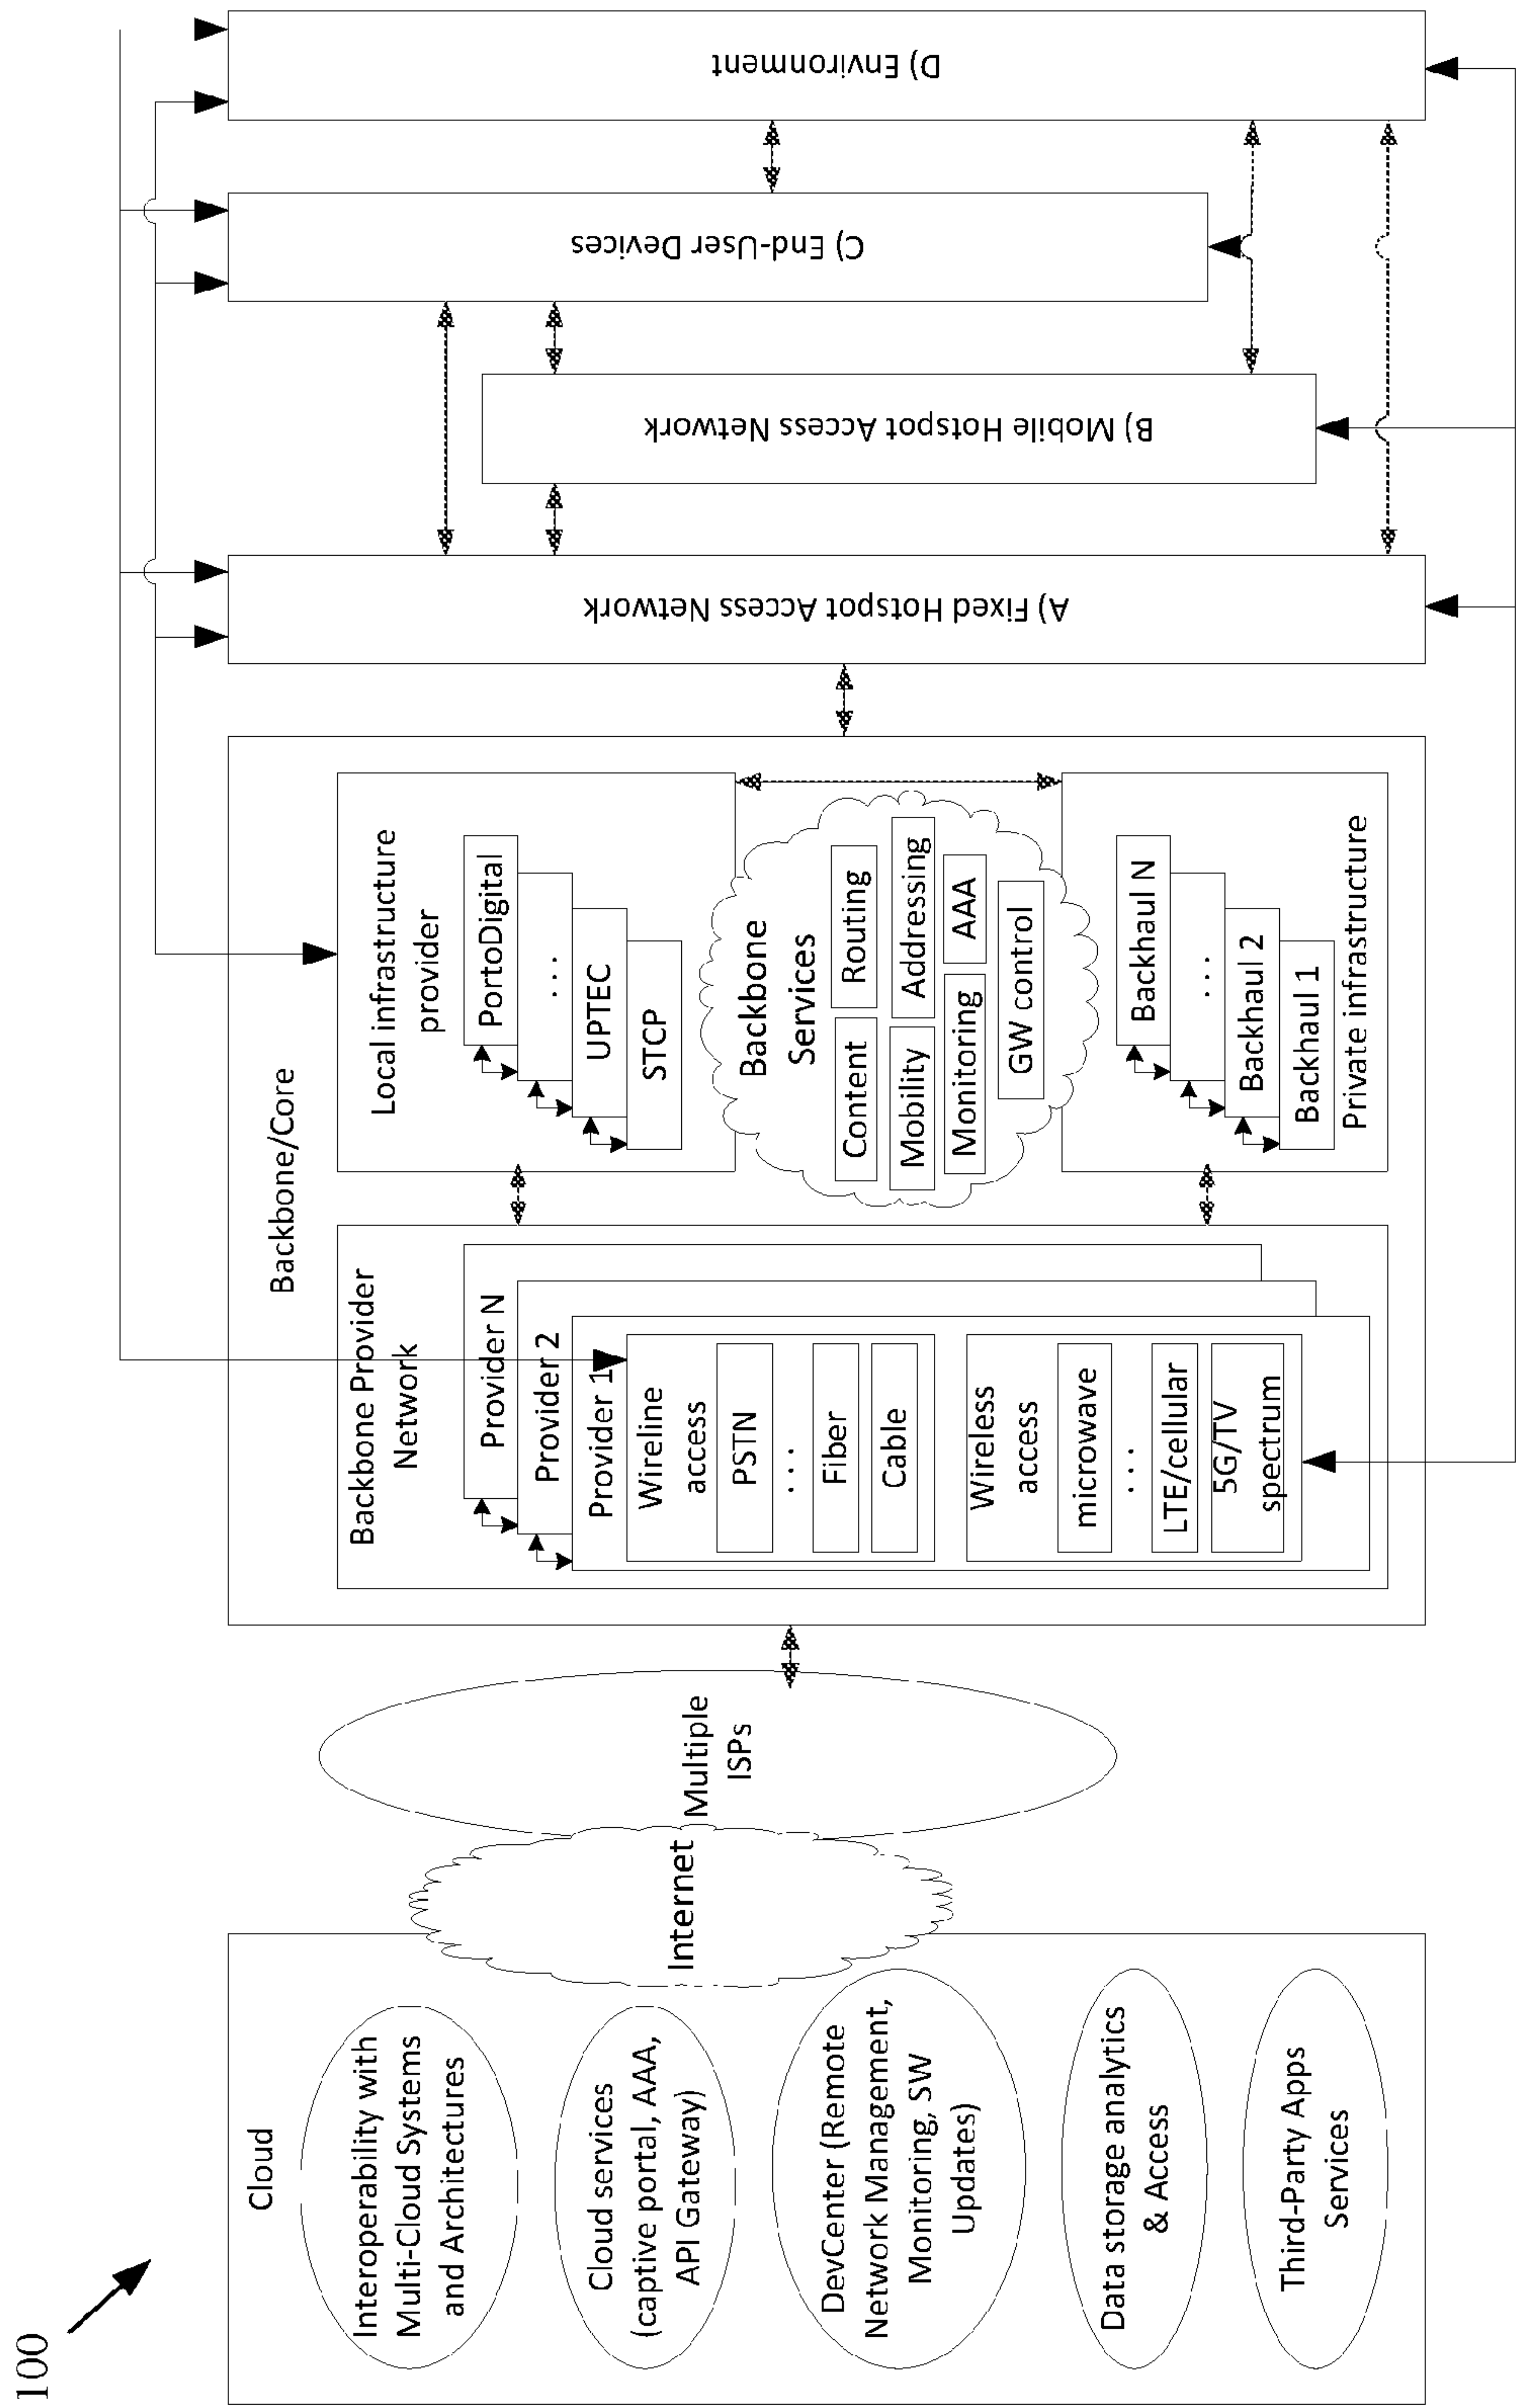 100
Cloud
Interoperability with
Multi-Cloud Systems
and Architectures
Cloud services
(captive portal, AAA,
API Gateway)
DevCenter (Remote
Network Management,
Monitoring, SW
Updates)
Data storage analytics
& Access
Third-Party Apps
Services
Internet
Multiple
ISPs
Backbone/Core
Backbone Provider
Network
Provider N
Provider 2
Provider 1
Wireline
access
PSTN
...
Fiber
Cable
Wireless
access
microwave
...
LTE/cellular
5G/TV
spectrum
Local infrastructure
provider
PortoDigital
...
UPTEC
STCP
Backbone
Services
Content
Routing
Mobility
Addressing
Monitoring
AAA
GW control
Backhaul N
...
Backhaul 2
Backhaul 1
Private infrastructure
A) Fixed Hotspot Access Network
B) Mobile Hotspot Access Network
C) End-User Devices
D) Environment